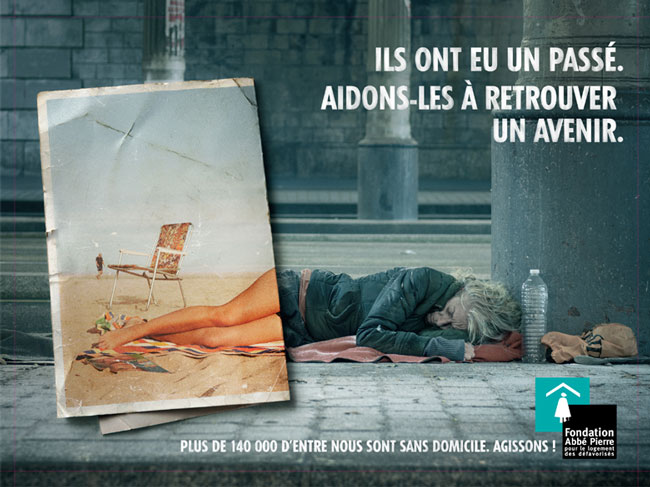 ILS ONT EU UN PASSÉ.
AIDONS-LES À RETROUVER
UN AVENIR.
PLUS DE 140 000 D'ENTRE NOUS SONT SANS DOMICILE. AGISSONS !
Fondation
Abbé Pierre
pour le logement
des défavorisés